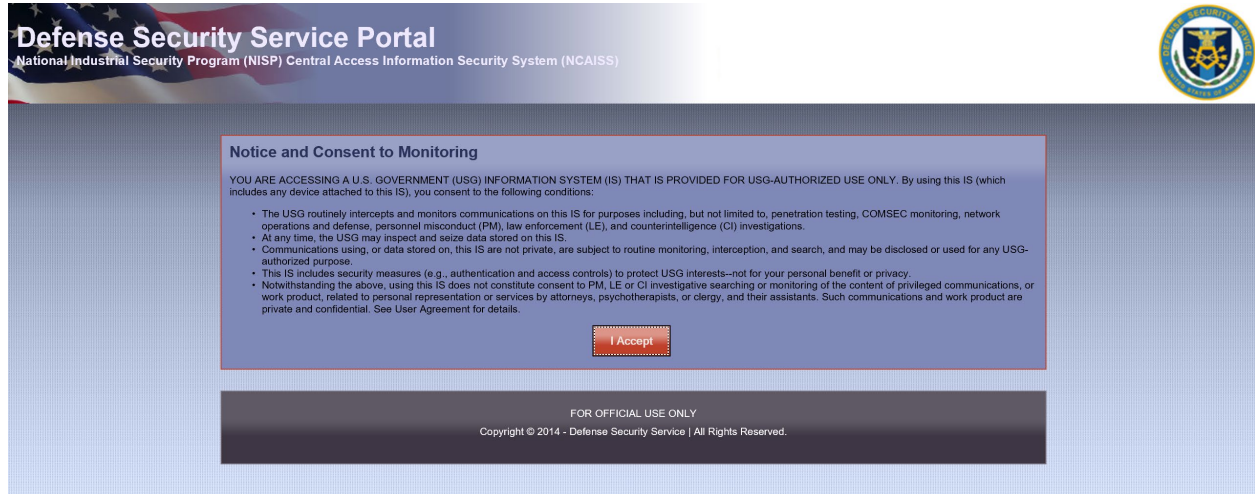 Defense Security Service Portal
National Industrial Security Program (NISP) Central Access Information Security System (NCAISS)
DEFENSE SECURITY SERVICE
UNITED STATES OF AMERICA
Notice and Consent to Monitoring
YOU ARE ACCESSING A U.S. GOVERNMENT (USG) INFORMATION SYSTEM (IS) THAT IS PROVIDED FOR USG-AUTHORIZED USE ONLY. By using this IS (which
includes any device attached to this IS), you consent to the following conditions:
• The USG routinely intercepts and monitors communications on this IS for purposes including, but not limited to, penetration testing, COMSEC monitoring, network
operations and defense, personnel misconduct (PM), law enforcement (LE), and counterintelligence (CI) investigations.
• At any time, the USG may inspect and seize data stored on this IS.
• Communications using, or data stored on, this IS are not private, are subject to routine monitoring, interception, and search, and may be disclosed or used for any USG-
authorized purpose.
• This IS includes security measures (e.g., authentication and access controls) to protect USG interests--not for your personal benefit or privacy.
• Notwithstanding the above, using this IS does not constitute consent to PM, LE or CI investigative searching or monitoring of the content of privileged communications, or
work product, related to personal representation or services by attorneys, psychotherapists, or clergy, and their assistants. Such communications and work product are
private and confidential. See User Agreement for details.
I Accept
FOR OFFICIAL USE ONLY
Copyright © 2014 - Defense Security Service | All Rights Reserved.